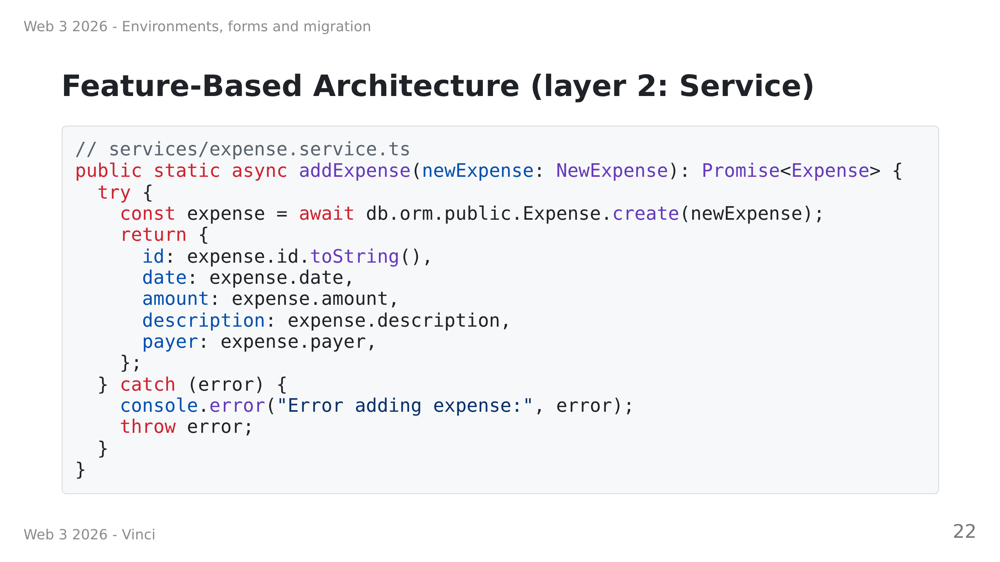 Web 3 2026 - Environments, forms and migration
Feature-Based Architecture (layer 2: Service)
// services/expense.service.ts
public static async addExpense(newExpense: NewExpense): Promise<Expense> {
  try {
    const expense = await db.orm.public.Expense.create(newExpense);
    return {
      id: expense.id.toString(),
      date: expense.date,
      amount: expense.amount,
      description: expense.description,
      payer: expense.payer,
    };
  } catch (error) {
    console.error("Error adding expense:", error);
    throw error;
  }
}
Web 3 2026 - Vinci
22